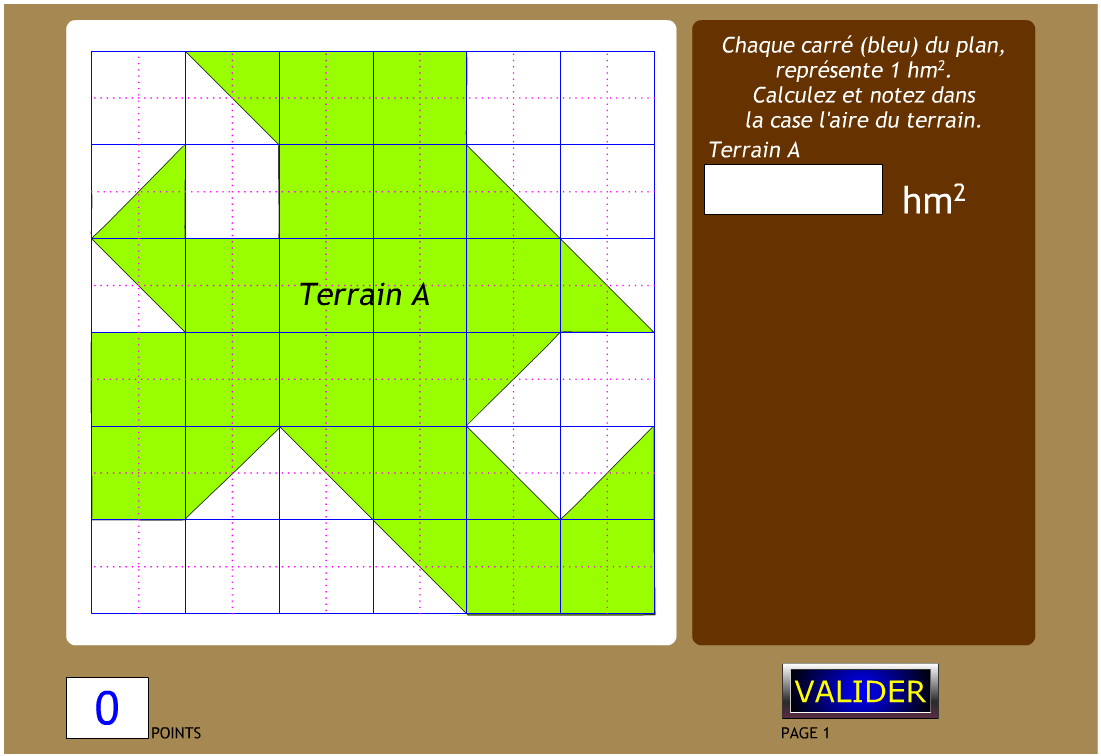 Chaque carré (bleu) du plan,
représente 1 hm².
Calculez et notez dans
la case l'aire du terrain.
Terrain A
hm²
Terrain A
0
POINTS
VALIDER
PAGE 1